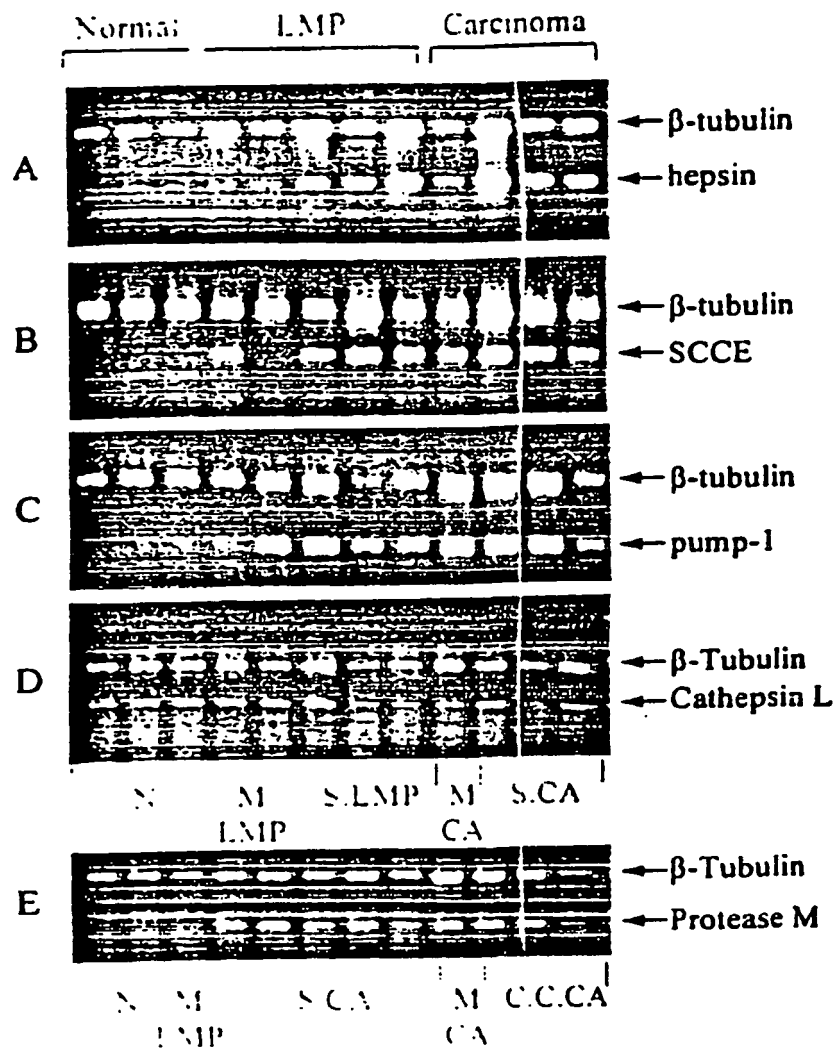 Normal LMP Carcinoma
A
β-tubulin
hepsin
B
β-tubulin
SCCE
C
β-tubulin
pump-1
D
β-Tubulin
Cathepsin L
N M S.LMP M S.CA
LMP CA
E
β-Tubulin
Protease M
N M S.CA M C.C.CA
LMP CA